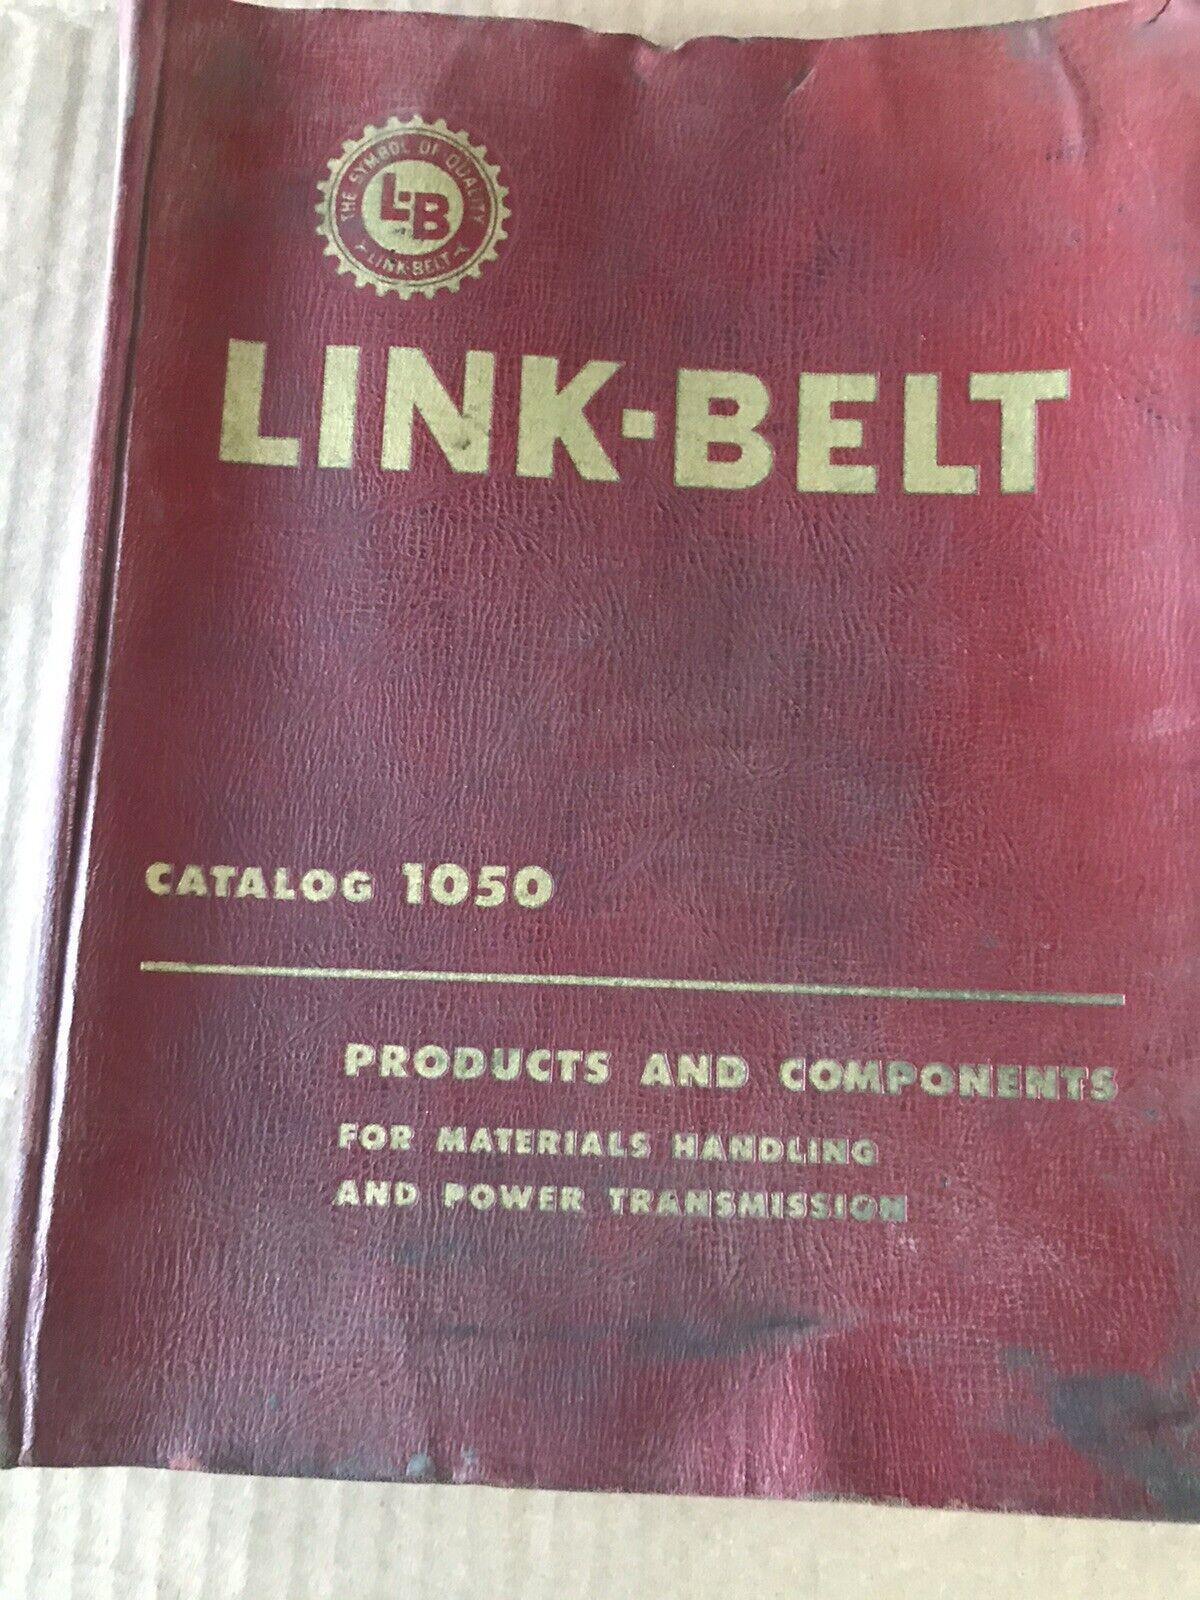 THE SYMBOL OF QUALITY
L-B
LINK-BELT
LINK-BELT
CATALOG 1050
PRODUCTS AND COMPONENTS
FOR MATERIALS HANDLING
AND POWER TRANSMISSION